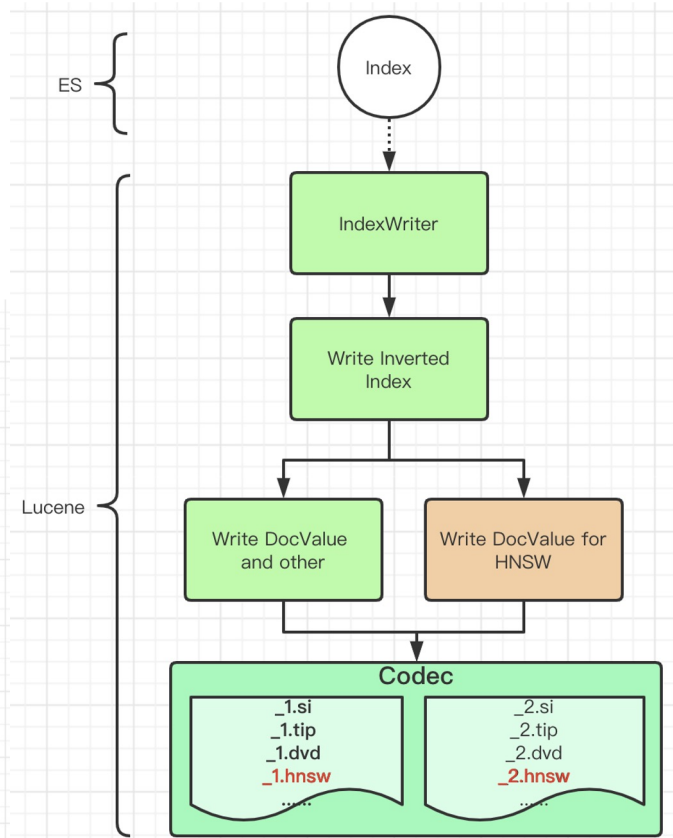 Index
ES
IndexWriter
Write Inverted
Index
Lucene
Write DocValue
and other
Write DocValue for
HNSW
Codec
_1.si
_1.tip
_1.dvd
_1.hnsw
......
_2.si
_2.tip
_2.dvd
_2.hnsw
......